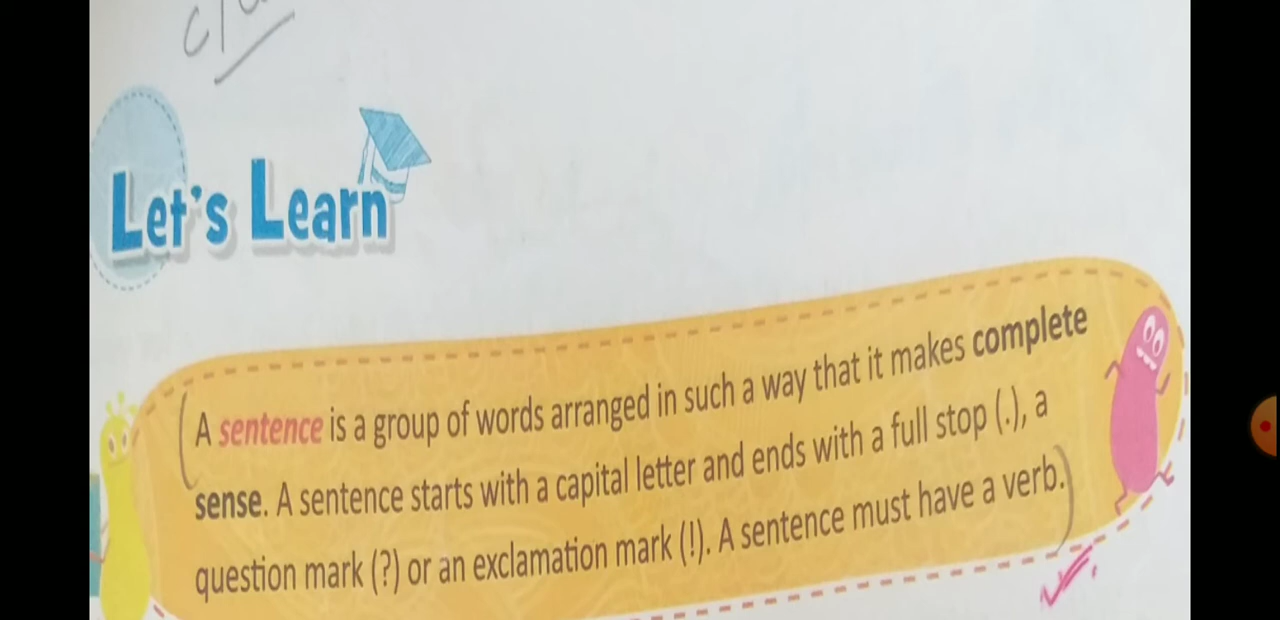 Let's Learn
A sentence is a group of words arranged in such a way that it makes complete
sense. A sentence starts with a capital letter and ends with a full stop (.), a
question mark (?) or an exclamation mark (!). A sentence must have a verb.